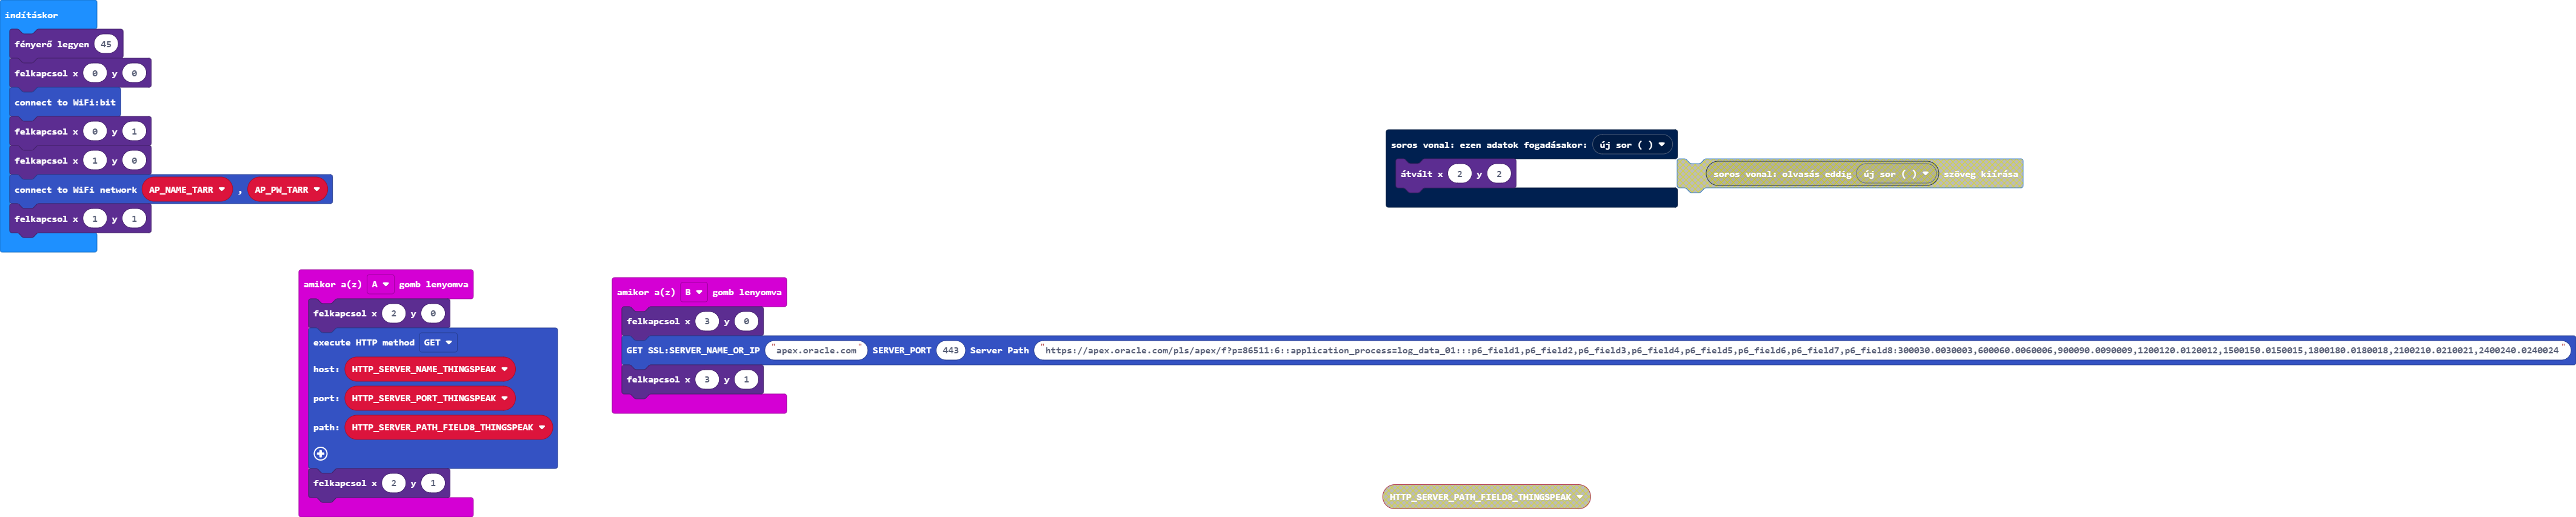 indításkor
fényerő legyen 45
felkapcsol x 0 y 0
connect to WiFi:bit
felkapcsol x 0 y 1
felkapcsol x 1 y 0
connect to WiFi network AP_NAME_TARR , AP_PW_TARR
felkapcsol x 1 y 1
amikor a(z) A gomb lenyomva
felkapcsol x 2 y 0
execute HTTP method GET
host: HTTP_SERVER_NAME_THINGSPEAK
port: HTTP_SERVER_PORT_THINGSPEAK
path: HTTP_SERVER_PATH_FIELD8_THINGSPEAK
felkapcsol x 2 y 1
amikor a(z) B gomb lenyomva
felkapcsol x 3 y 0
GET SSL:SERVER_NAME_OR_IP "apex.oracle.com" SERVER_PORT 443 Server Path "https://apex.oracle.com/pls/apex/f?p=86511:6::application_process=log_data_01:::p6_field1,p6_field2,p6_field3,p6_field4,p6_field5,p6_field6,p6_field7,p6_field8:300030.0030003,600060.0060006,900090.0090009,1200120.0120012,1500150.0150015,1800180.0180018,2100210.0210021,2400240.0240024"
felkapcsol x 3 y 1
soros vonal: ezen adatok fogadásakor: új sor ( )
átvált x 2 y 2
soros vonal: olvasás eddig új sor ( ) szöveg kiírása
HTTP_SERVER_PATH_FIELD8_THINGSPEAK